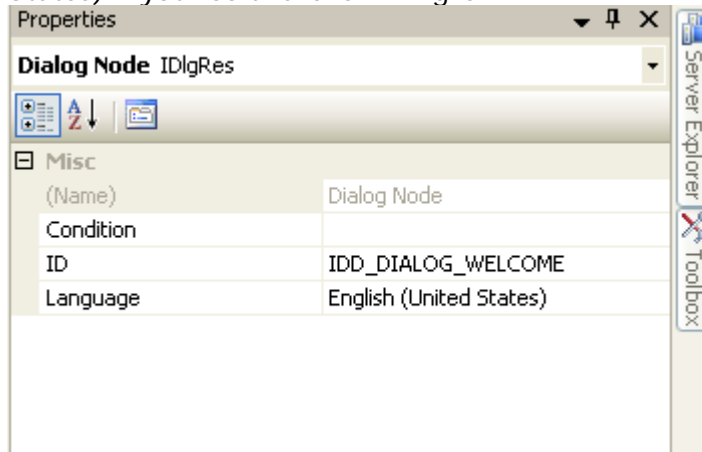 Properties
Dialog Node IDlgRes
A
Z
Misc
(Name) Dialog Node
Condition
ID IDD_DIALOG_WELCOME
Language English (United States)
Server Explorer
Toolbox